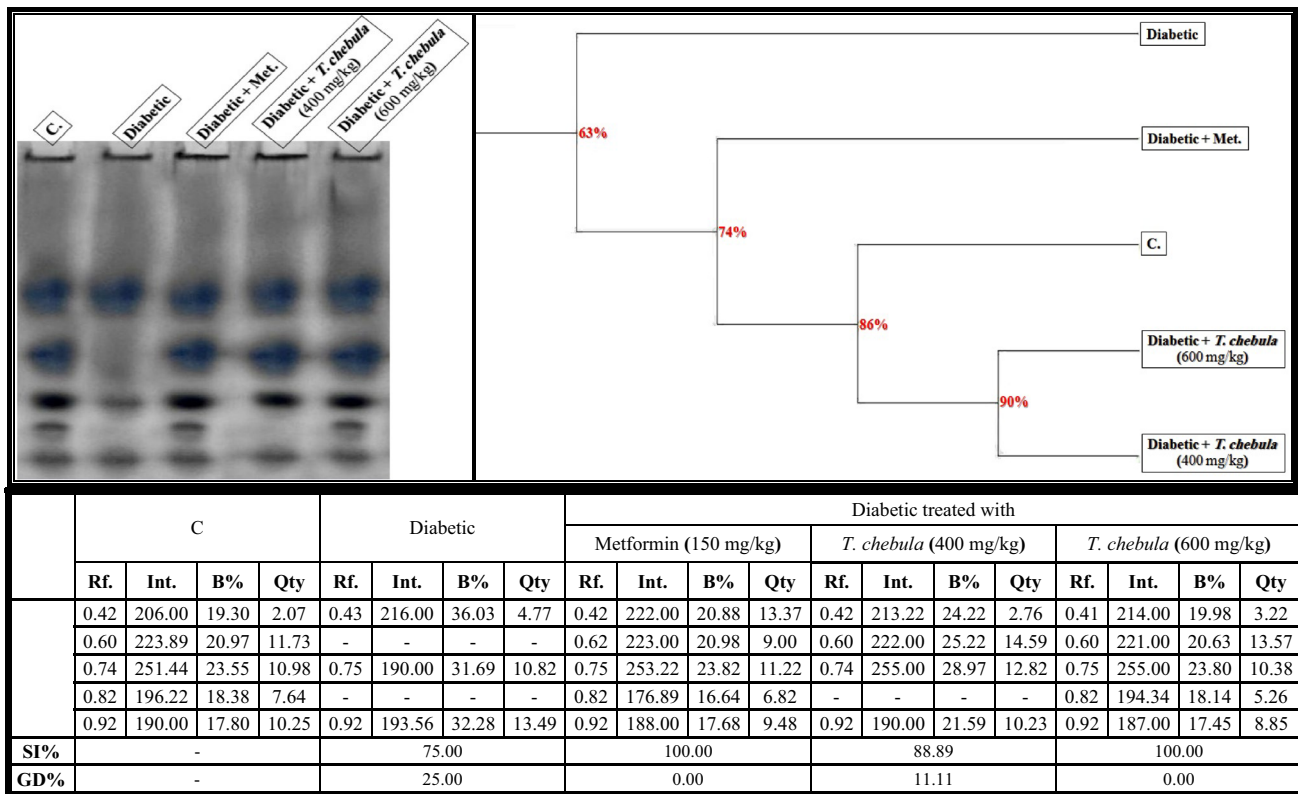 C.
Diabetic
Diabetic + Met.
Diabetic + T. chebula
(400 mg/kg)
Diabetic + T. chebula
(600 mg/kg)
Diabetic
63%
Diabetic + Met.
74%
C.
86%
Diabetic + T. chebula
(600 mg/kg)
90%
Diabetic + T. chebula
(400 mg/kg)
C Diabetic Diabetic treated with
Metformin (150 mg/kg) T. chebula (400 mg/kg) T. chebula (600 mg/kg)
Rf. Int. B% Qty Rf. Int. B% Qty Rf. Int. B% Qty Rf. Int. B% Qty Rf. Int. B% Qty
0.42 206.00 19.30 2.07 0.43 216.00 36.03 4.77 0.42 222.00 20.88 13.37 0.42 213.22 24.22 2.76 0.41 214.00 19.98 3.22
0.60 223.89 20.97 11.73 - - - - 0.62 223.00 20.98 9.00 0.60 222.00 25.22 14.59 0.60 221.00 20.63 13.57
0.74 251.44 23.55 10.98 0.75 190.00 31.69 10.82 0.75 253.22 23.82 11.22 0.74 255.00 28.97 12.82 0.75 255.00 23.80 10.38
0.82 196.22 18.38 7.64 - - - - 0.82 176.89 16.64 6.82 - - - - 0.82 194.34 18.14 5.26
0.92 190.00 17.80 10.25 0.92 193.56 32.28 13.49 0.92 188.00 17.68 9.48 0.92 190.00 21.59 10.23 0.92 187.00 17.45 8.85
SI% - 75.00 100.00 88.89 100.00
GD% - 25.00 0.00 11.11 0.00